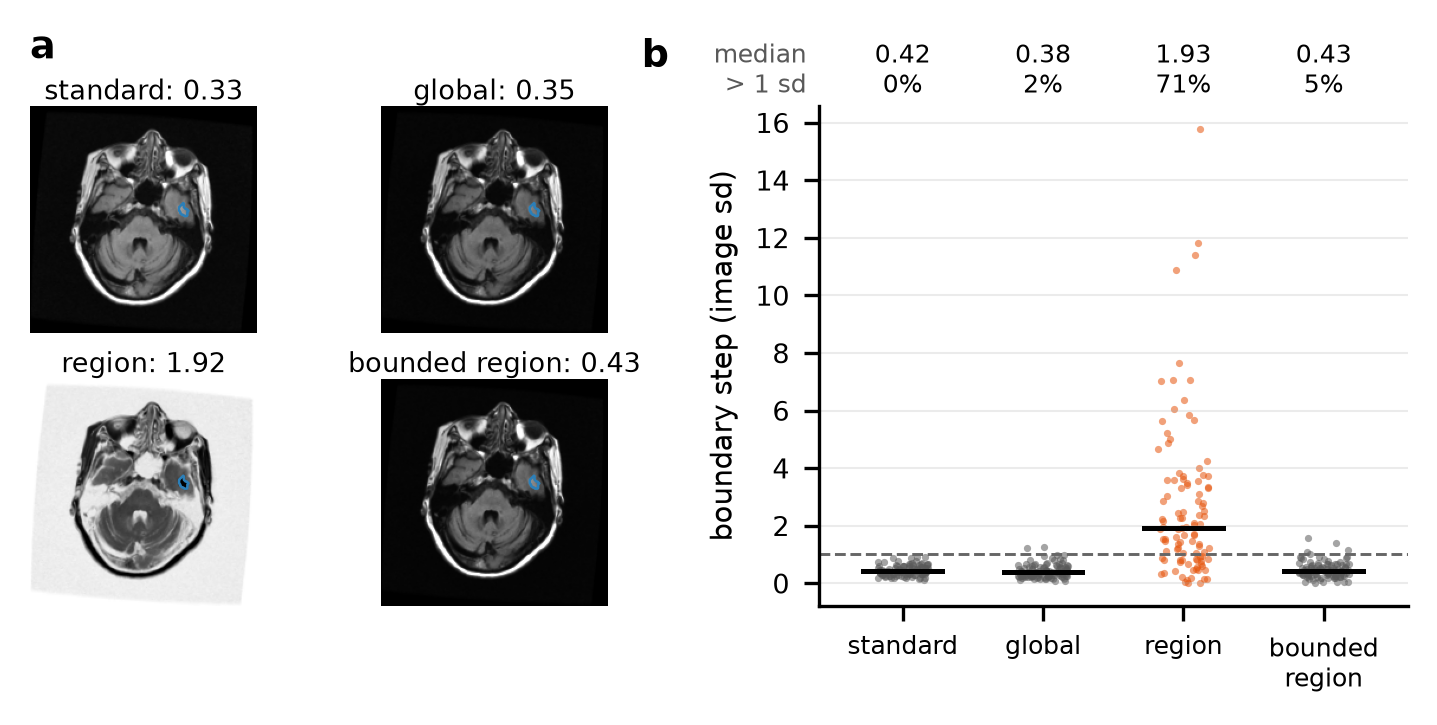 a
standard: 0.33
global: 0.35
region: 1.92
bounded region: 0.43
b
median 0.42 0.38 1.93 0.43
> 1 sd 0% 2% 71% 5%
boundary step (image sd)
16
14
12
10
8
6
4
2
0
standard global region bounded
region